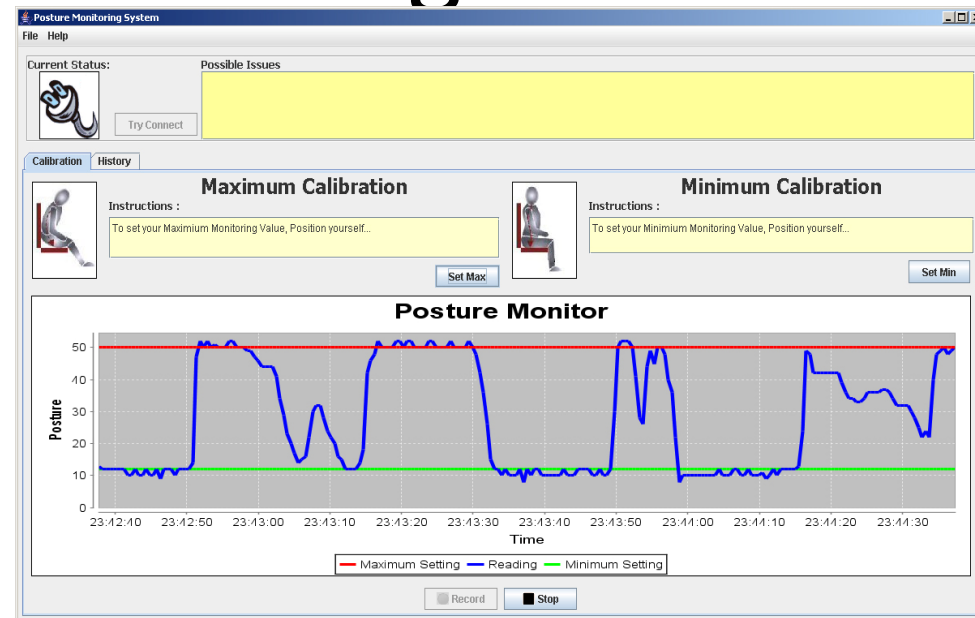 Posture Monitoring System
File Help
Current Status:
Possible Issues
Try Connect
Calibration History
Maximum Calibration
Instructions :
To set your Maximium Monitoring Value, Position yourself...
Set Max
Minimum Calibration
Instructions :
To set your Minimium Monitoring Value, Position yourself...
Set Min
Posture Monitor
Posture
50
40
30
20
10
0
23:42:40 23:42:50 23:43:00 23:43:10 23:43:20 23:43:30 23:43:40 23:43:50 23:44:00 23:44:10 23:44:20 23:44:30
Time
Maximum Setting Reading Minimum Setting
Record Stop